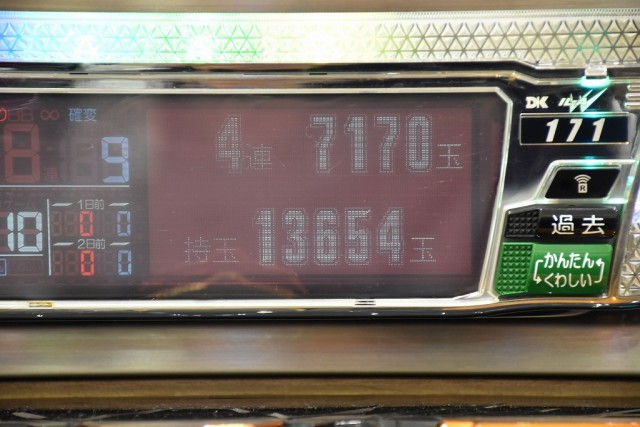 確変
9
10
1日前
0 0
2日前
0 0
4連 7170玉
持玉 13654玉
DK
171
R
過去
かんたん
くわしい